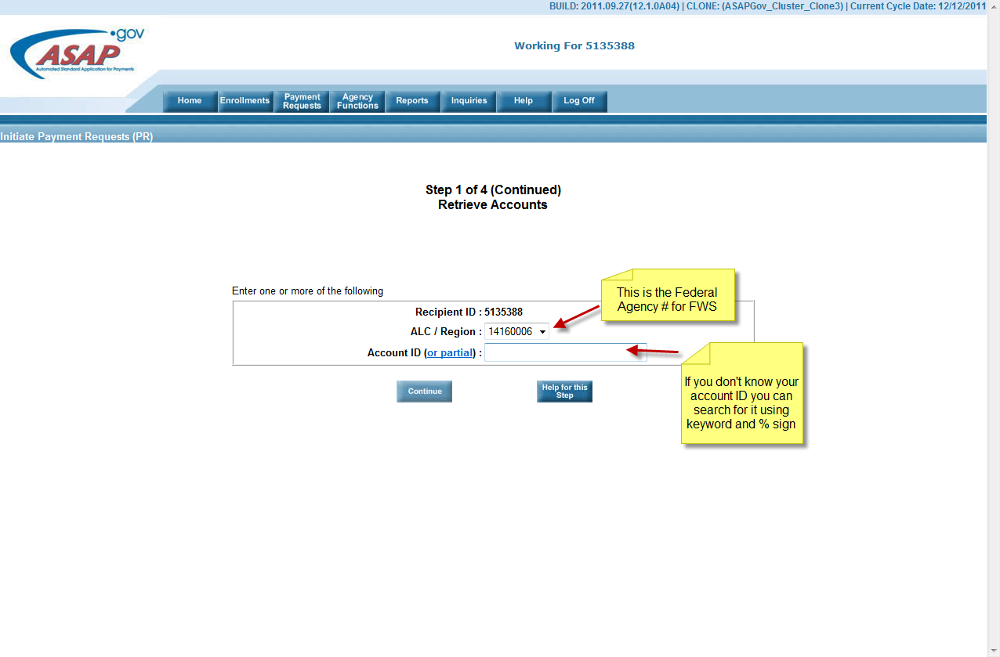 BUILD: 2011.09.27(12.1.0A04) | CLONE: (ASAPGov_Cluster_Clone3) | Current Cycle Date: 12/12/2011
ASAP.gov
Automated Standard Application for Payments
Working For 5135388
Home
Enrollments
Payment
Requests
Agency
Functions
Reports
Inquiries
Help
Log Off
Initiate Payment Requests (PR)
Step 1 of 4 (Continued)
Retrieve Accounts
Enter one or more of the following
Recipient ID : 5135388
ALC / Region : 14160006
Account ID (or partial) :
This is the Federal
Agency # for FWS
If you don't know your
account ID you can
search for it using
keyword and % sign
Continue
Help for this
Step